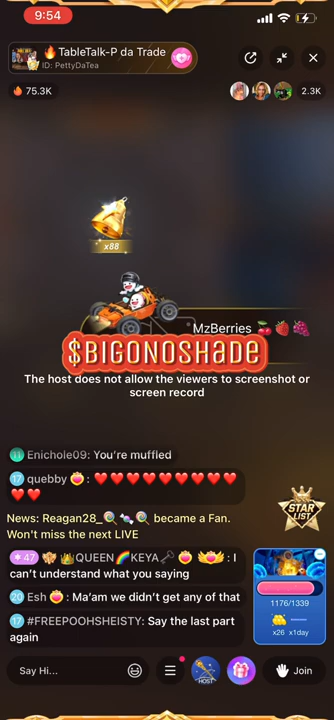 9:54
🔥TableTalk-P da Trade
ID: PettyDaTea
🔥 75.3K
2.3K
x88
MzBerries 🍒🍓🍇
$BIGONOSHADE
The host does not allow the viewers to screenshot or
screen record
Enichole09: You're muffled
17 quebby : ❤️❤️❤️❤️❤️❤️❤️❤️❤️
❤️❤️
News: Reagan28_🍭🍬🍭 became a Fan.
Won't miss the next LIVE
47 👑QUEEN🌈KEYA🗝️ : I
can't understand what you saying
20 Esh : Ma'am we didn't get any of that
17 #FREEPOOHSHEISTY: Say the last part
again
STAR
LIST
1176/1339
x26 x1day
Say Hi...
HOST
Join